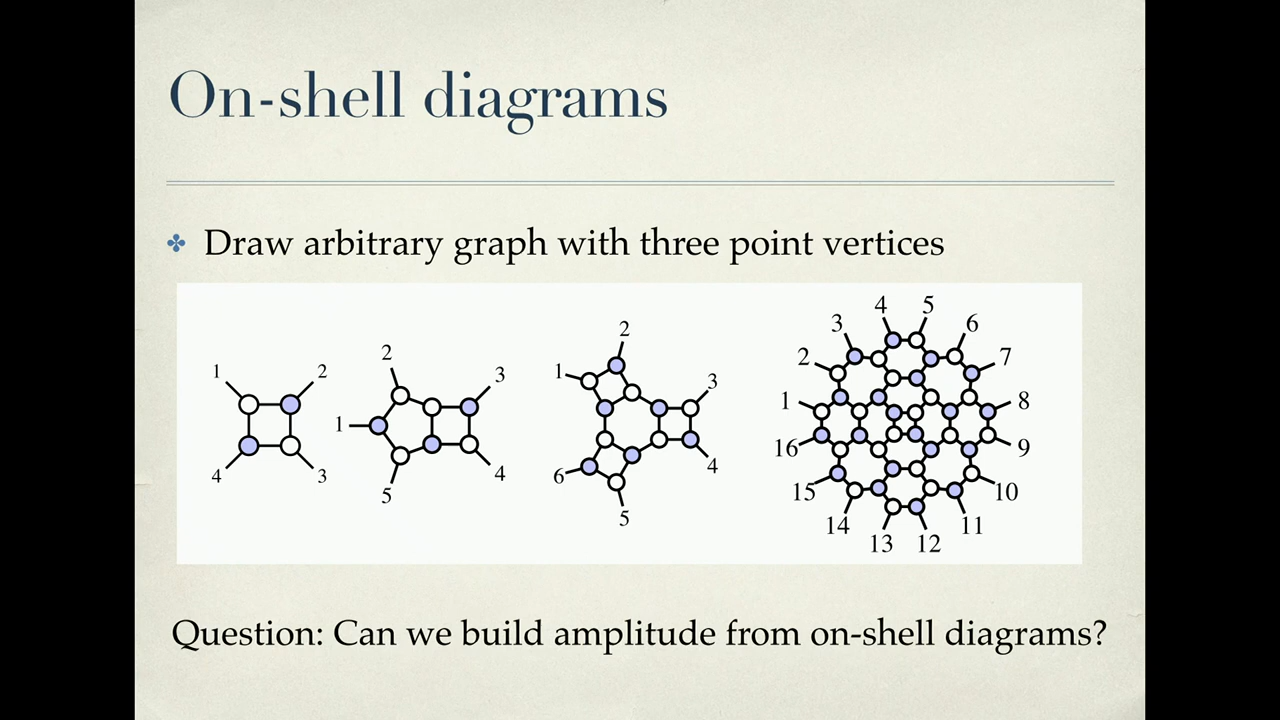 On-shell diagrams
Draw arbitrary graph with three point vertices
1 2
4 3
2 3
1
5 4
1 2 3
6 5 4
4 5
3 6
2 7
1 8
16 9
15 10
14 11
13 12
Question: Can we build amplitude from on-shell diagrams?